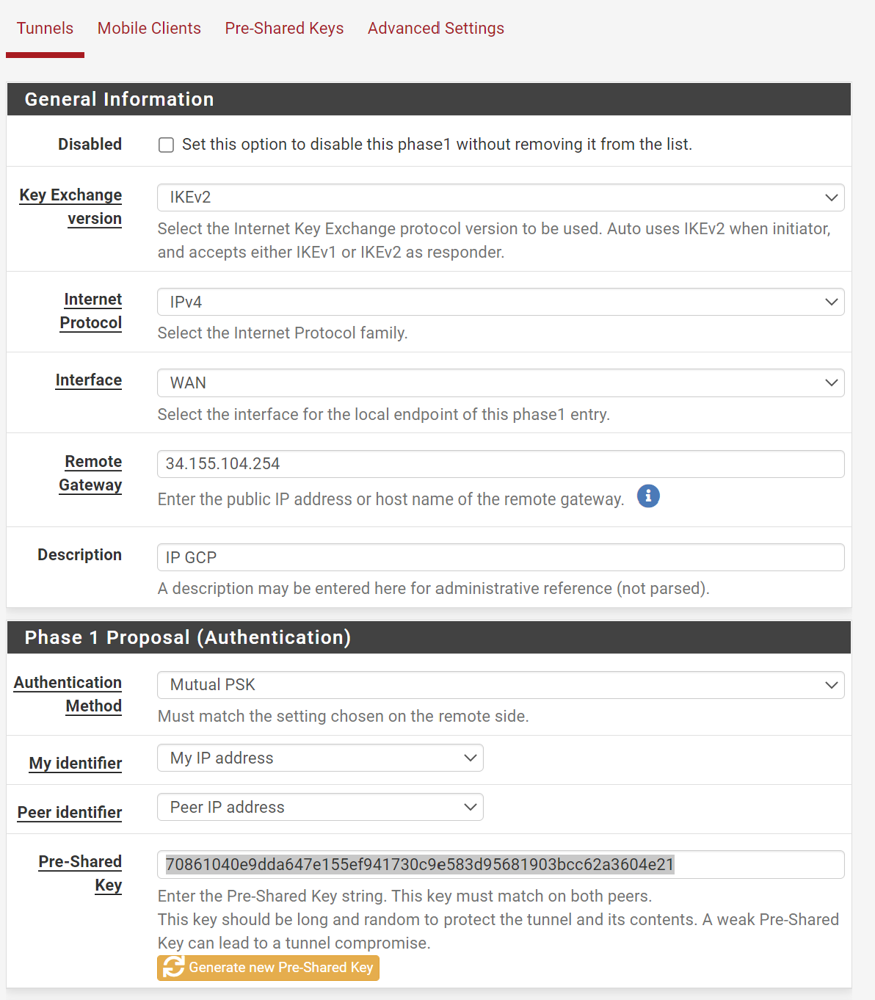 Tunnels Mobile Clients Pre-Shared Keys Advanced Settings
General Information
Disabled Set this option to disable this phase1 without removing it from the list.
Key Exchange version
IKEv2
Select the Internet Key Exchange protocol version to be used. Auto uses IKEv2 when initiator,
and accepts either IKEv1 or IKEv2 as responder.
Internet Protocol
IPv4
Select the Internet Protocol family.
Interface
WAN
Select the interface for the local endpoint of this phase1 entry.
Remote Gateway
34.155.104.254
Enter the public IP address or host name of the remote gateway.
Description
IP GCP
A description may be entered here for administrative reference (not parsed).
Phase 1 Proposal (Authentication)
Authentication Method
Mutual PSK
Must match the setting chosen on the remote side.
My identifier
My IP address
Peer identifier
Peer IP address
Pre-Shared Key
70861040e9dda647e155ef941730c9e583d95681903bcc62a3604e21
Enter the Pre-Shared Key string. This key must match on both peers.
This key should be long and random to protect the tunnel and its contents. A weak Pre-Shared
Key can lead to a tunnel compromise.
Generate new Pre-Shared Key